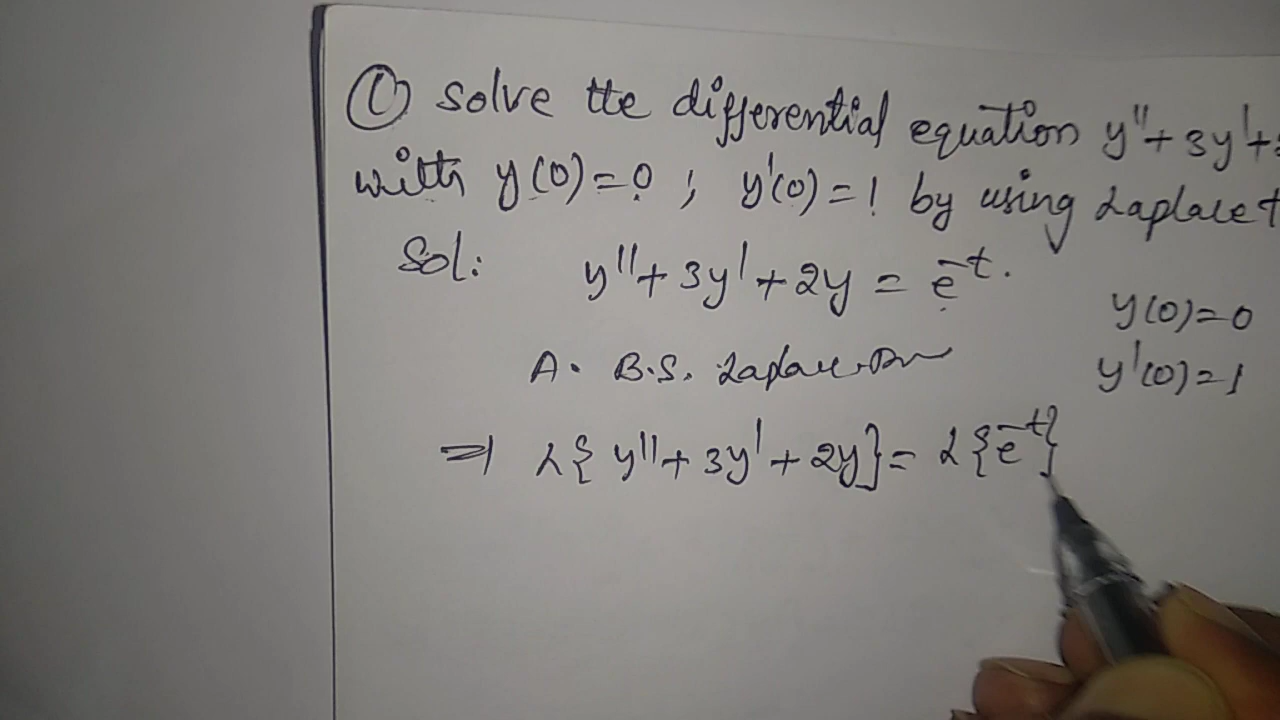 ① solve the differential equation y''+3y'+
with y(0)=0 ; y'(0)=1 by using Laplace t
Sol: y''+3y'+2y = e^-t.
y(0)=0
A. B.S. Laplace
y'(0)=1
⇒ L{y''+3y'+2y}= L{e^-t}